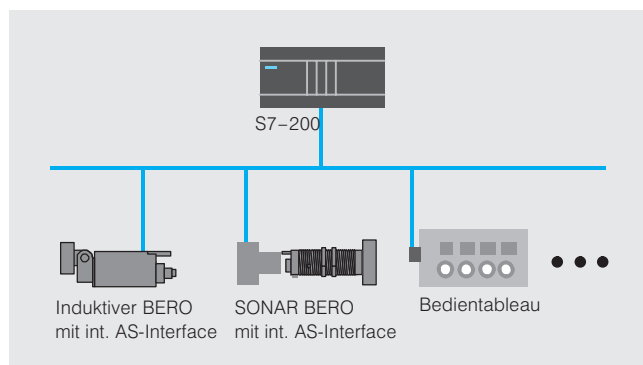 S7–200
Induktiver BERO
mit int. AS-Interface
SONAR BERO
mit int. AS-Interface
Bedientableau